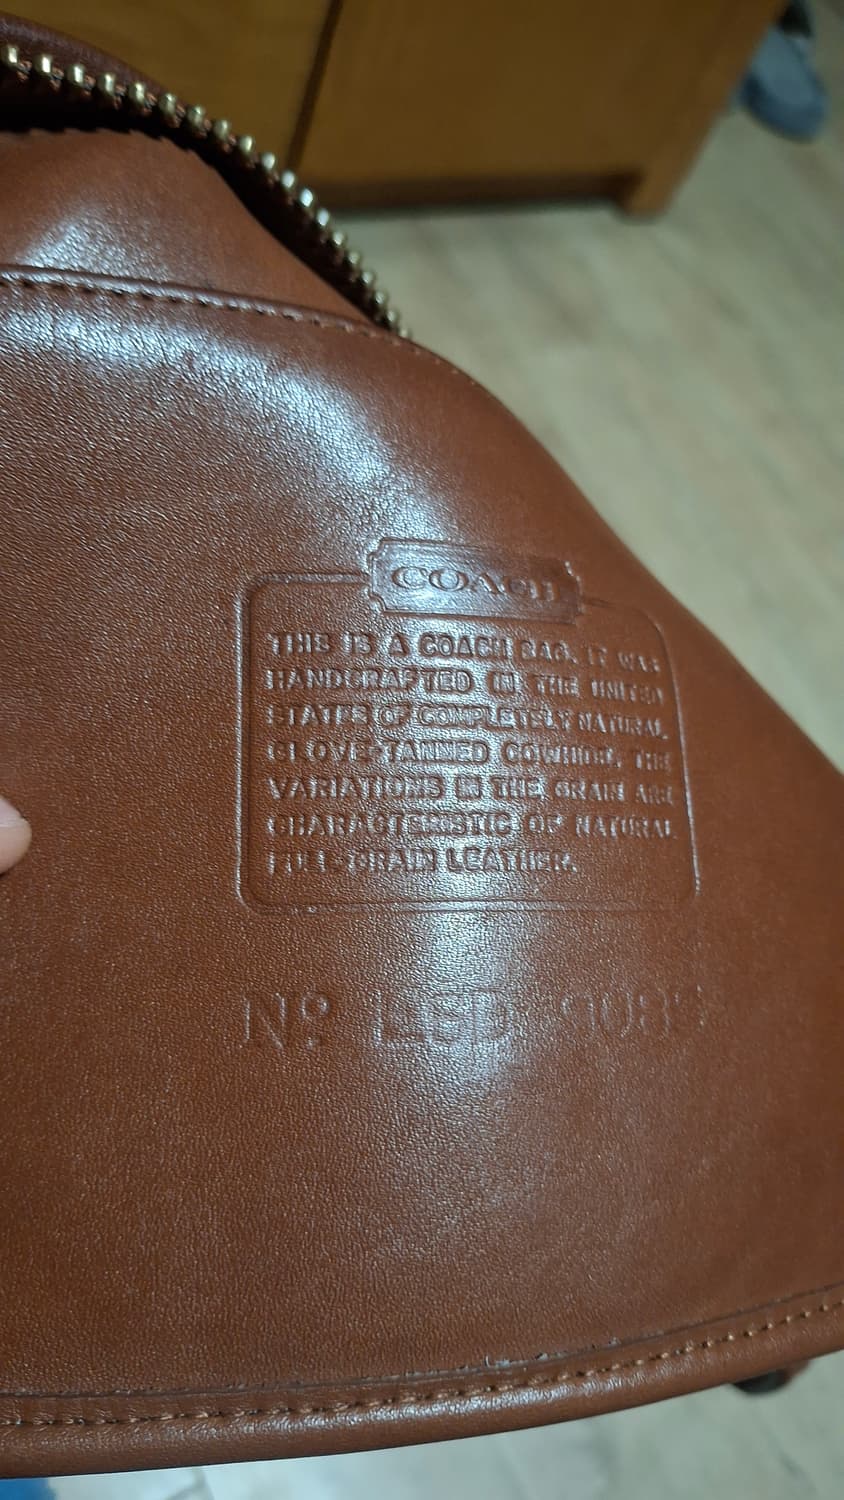 COACH
THIS IS A COACH BAG. IT WAS
HANDCRAFTED IN THE UNITED
STATES OF COMPLETELY NATURAL
GLOVE-TANNED COWHIDE. THE
VARIATIONS IN THE GRAIN ARE
CHARACTERISTIC OF NATURAL
FULL-GRAIN LEATHER.
Nº